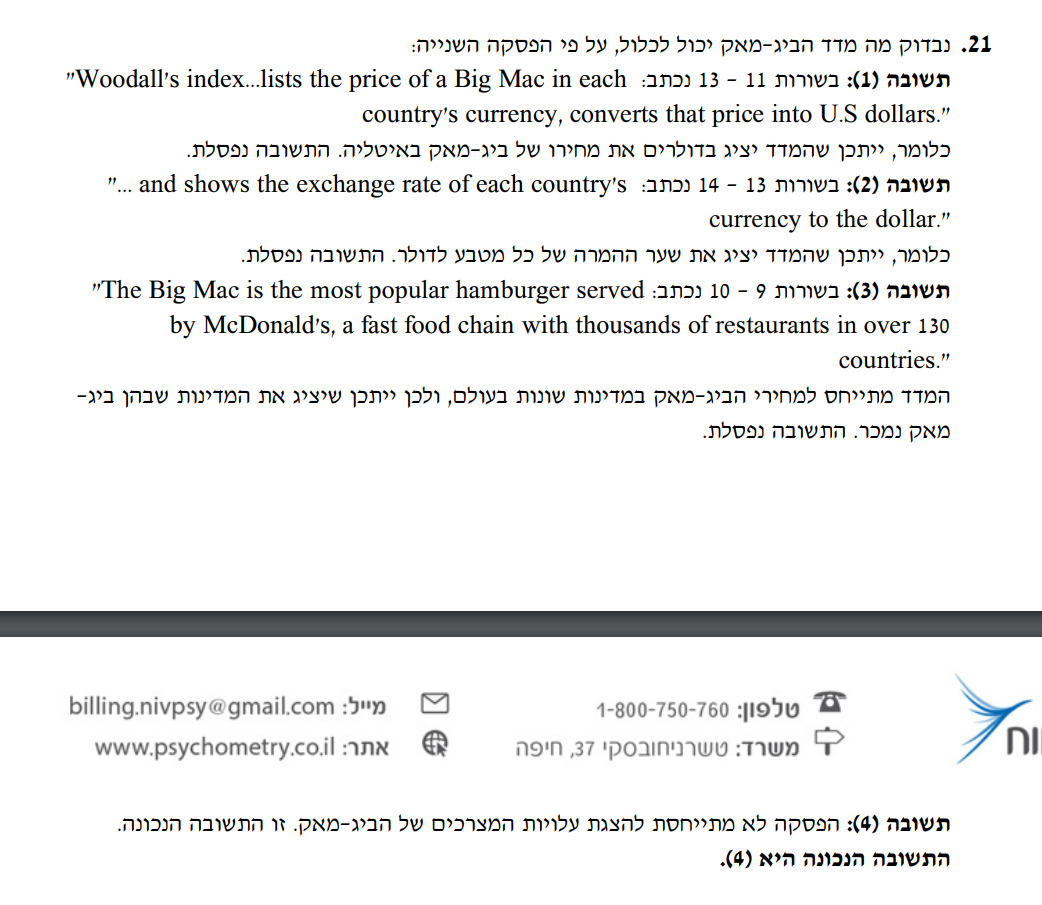 21. נבדוק מה מדד הביג-מאק יכול לכלול, על פי הפסקה השנייה:
תשובה (1): בשורות 11 - 13 נכתב: "Woodall's index...lists the price of a Big Mac in each
country's currency, converts that price into U.S dollars."
כלומר, ייתכן שהמדד יציג בדולרים את מחירו של ביג-מאק באיטליה. התשובה נפסלת.
תשובה (2): בשורות 13 - 14 נכתב: "... and shows the exchange rate of each country's
currency to the dollar."
כלומר, ייתכן שהמדד יציג את שער ההמרה של כל מטבע לדולר. התשובה נפסלת.
תשובה (3): בשורות 9 - 10 נכתב: "The Big Mac is the most popular hamburger served
by McDonald's, a fast food chain with thousands of restaurants in over 130
countries."
המדד מתייחס למחירי הביג-מאק במדינות שונות בעולם, ולכן ייתכן שיציג את המדינות שבהן ביג-
מאק נמכר. התשובה נפסלת.
טלפון: 1-800-750-760 מייל: billing.nivpsy@gmail.com
משרד: טשרניחובסקי 37, חיפה אתר: www.psychometry.co.il
תשובה (4): הפסקה לא מתייחסת להצגת עלויות המצרכים של הביג-מאק. זו התשובה הנכונה.
התשובה הנכונה היא (4).